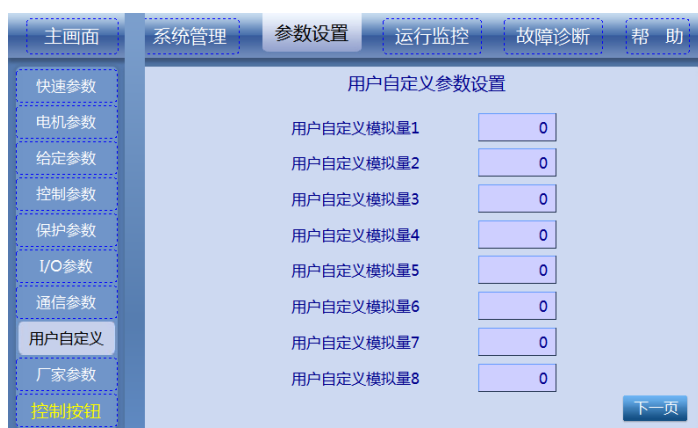 主画面 系统管理 参数设置 运行监控 故障诊断 帮 助
快速参数
电机参数
给定参数
控制参数
保护参数
I/O参数
通信参数
用户自定义
厂家参数
控制按钮
用户自定义参数设置
用户自定义模拟量1 0
用户自定义模拟量2 0
用户自定义模拟量3 0
用户自定义模拟量4 0
用户自定义模拟量5 0
用户自定义模拟量6 0
用户自定义模拟量7 0
用户自定义模拟量8 0
下一页